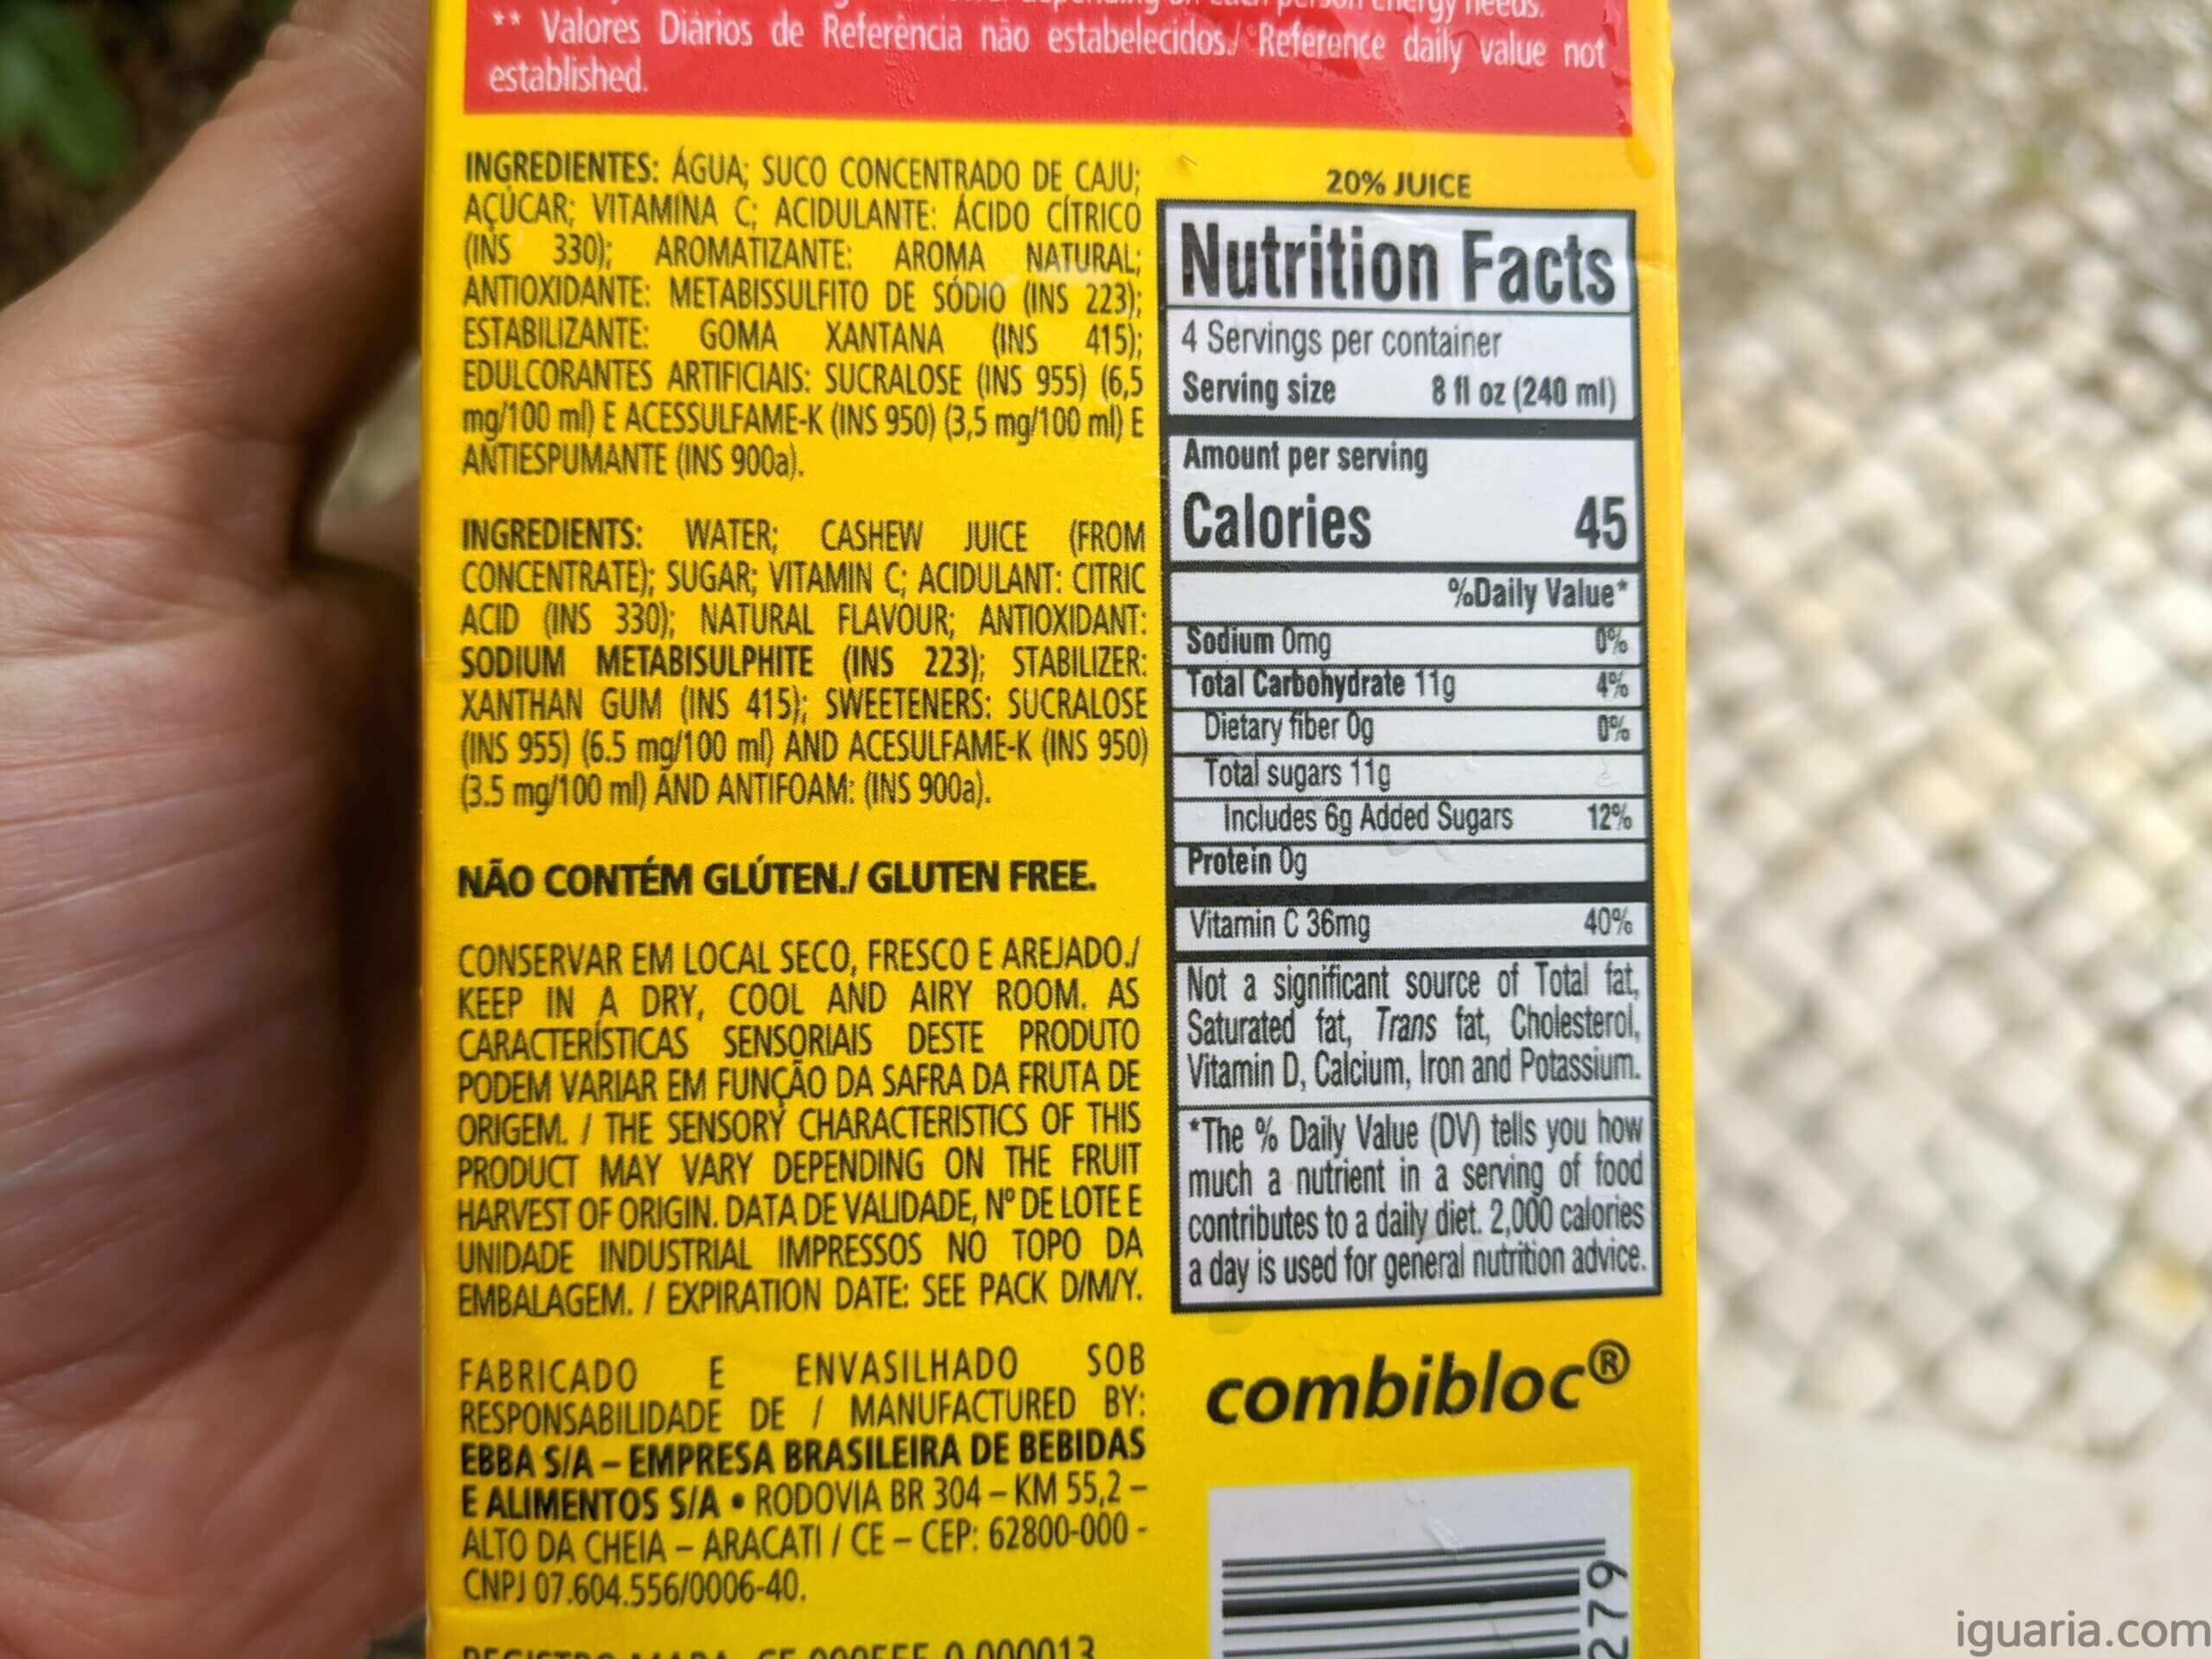 energy needs.
** Valores Diários de Referência não estabelecidos./ Reference daily value not
established.
INGREDIENTES: ÁGUA; SUCO CONCENTRADO DE CAJU;
AÇÚCAR; VITAMINA C; ACIDULANTE: ÁCIDO CÍTRICO
(INS 330); AROMATIZANTE: AROMA NATURAL;
ANTIOXIDANTE: METABISSULFITO DE SÓDIO (INS 223);
ESTABILIZANTE: GOMA XANTANA (INS 415);
EDULCORANTES ARTIFICIAIS: SUCRALOSE (INS 955) (6,5
mg/100 ml) E ACESSULFAME-K (INS 950) (3,5 mg/100 ml) E
ANTIESPUMANTE (INS 900a).
INGREDIENTS: WATER; CASHEW JUICE (FROM
CONCENTRATE); SUGAR; VITAMIN C; ACIDULANT: CITRIC
ACID (INS 330); NATURAL FLAVOUR; ANTIOXIDANT:
SODIUM METABISULPHITE (INS 223); STABILIZER:
XANTHAN GUM (INS 415); SWEETENERS: SUCRALOSE
(INS 955) (6.5 mg/100 ml) AND ACESULFAME-K (INS 950)
(3.5 mg/100 ml) AND ANTIFOAM: (INS 900a).
NÃO CONTÉM GLÚTEN./ GLUTEN FREE.
CONSERVAR EM LOCAL SECO, FRESCO E AREJADO./
KEEP IN A DRY, COOL AND AIRY ROOM. AS
CARACTERÍSTICAS SENSORIAIS DESTE PRODUTO
PODEM VARIAR EM FUNÇÃO DA SAFRA DA FRUTA DE
ORIGEM. / THE SENSORY CHARACTERISTICS OF THIS
PRODUCT MAY VARY DEPENDING ON THE FRUIT
HARVEST OF ORIGIN. DATA DE VALIDADE, Nº DE LOTE E
UNIDADE INDUSTRIAL IMPRESSOS NO TOPO DA
EMBALAGEM. / EXPIRATION DATE: SEE PACK D/M/Y.
FABRICADO E ENVASILHADO SOB
RESPONSABILIDADE DE / MANUFACTURED BY:
EBBA S/A – EMPRESA BRASILEIRA DE BEBIDAS
E ALIMENTOS S/A • RODOVIA BR 304 – KM 55,2 –
ALTO DA CHEIA – ARACATI / CE – CEP: 62800-000 -
CNPJ 07.604.556/0006-40.
20% JUICE
Nutrition Facts
4 Servings per container
Serving size 8 fl oz (240 ml)
Amount per serving
Calories 45
%Daily Value*
Sodium 0mg 0%
Total Carbohydrate 11g 4%
Dietary fiber 0g 0%
Total sugars 11g
Includes 6g Added Sugars 12%
Protein 0g
Vitamin C 36mg 40%
Not a significant source of Total fat,
Saturated fat, Trans fat, Cholesterol,
Vitamin D, Calcium, Iron and Potassium.
*The % Daily Value (DV) tells you how
much a nutrient in a serving of food
contributes to a daily diet. 2,000 calories
a day is used for general nutrition advice.
combibloc®
279
iguaria.com